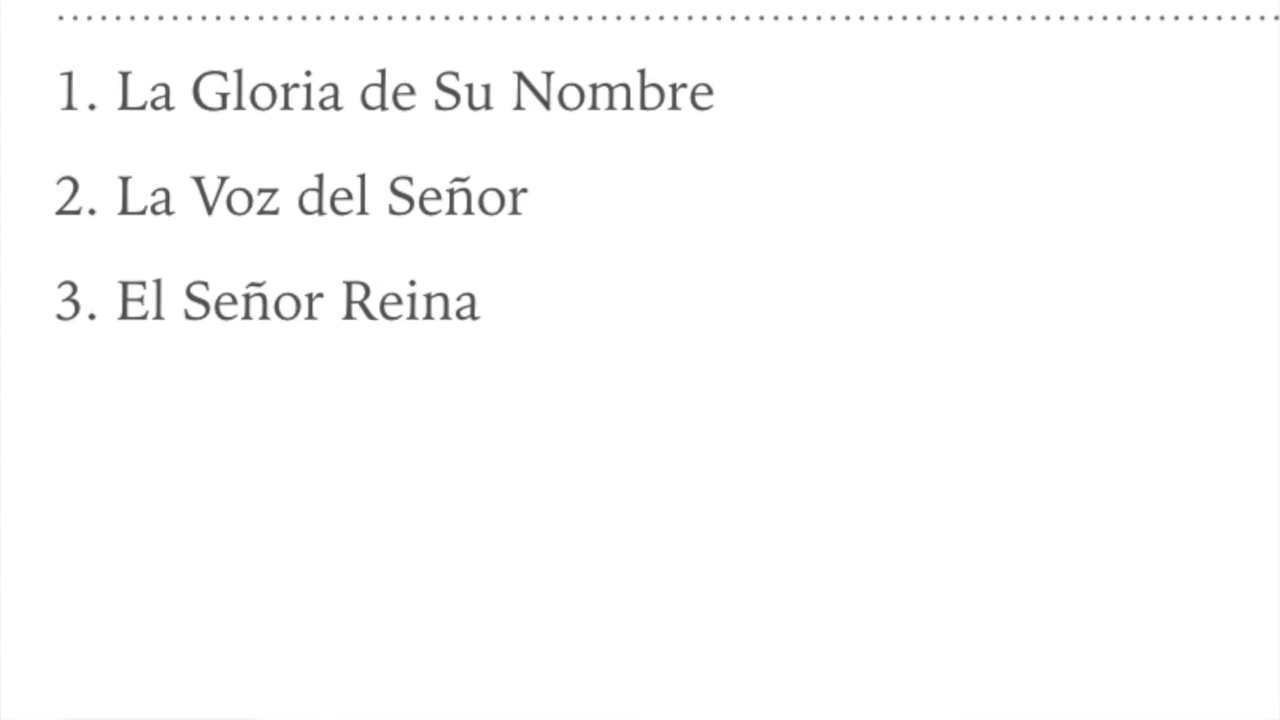 1. La Gloria de Su Nombre
2. La Voz del Señor
3. El Señor Reina